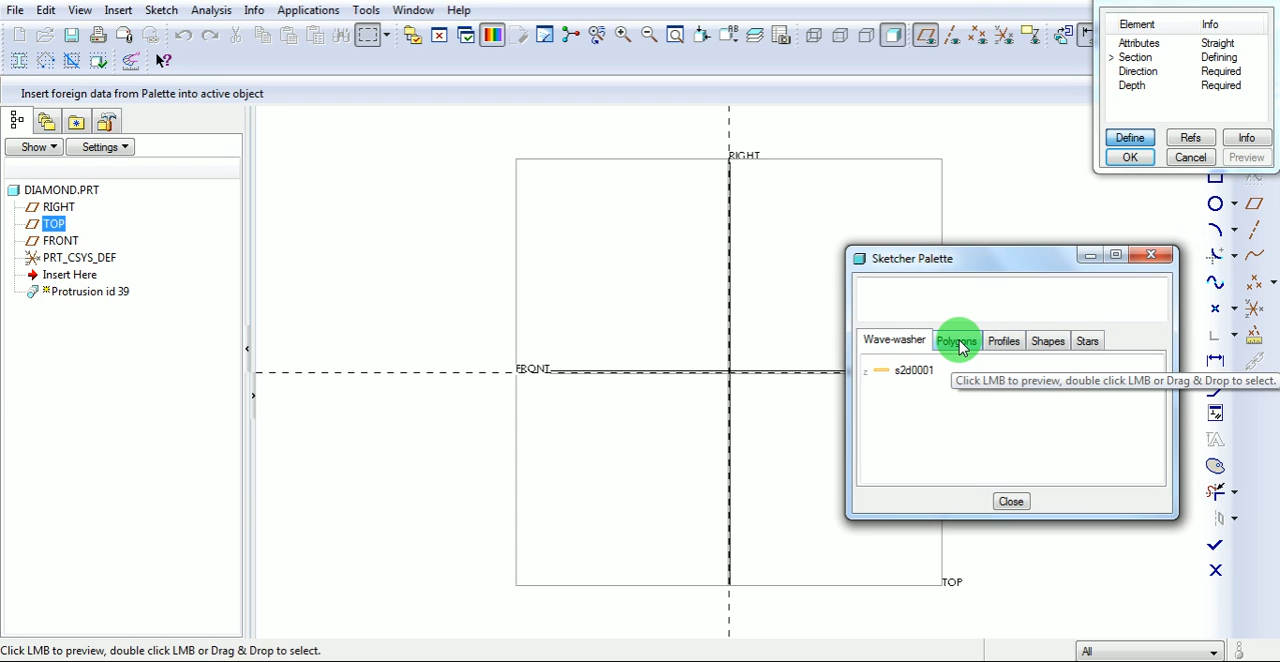 File Edit View Insert Sketch Analysis Info Applications Tools Window Help
Insert foreign data from Palette into active object
Element Info
Attributes Straight
> Section Defining
Direction Required
Depth Required
Define Refs Info
OK Cancel Preview
Show Settings
DIAMOND.PRT
RIGHT
TOP
FRONT
PRT_CSYS_DEF
Insert Here
Protrusion id 39
RIGHT
FRONT
TOP
Sketcher Palette
Wave-washer Polygons Profiles Shapes Stars
s2d0001
Click LMB to preview, double click LMB or Drag & Drop to select.
Close
Click LMB to preview, double click LMB or Drag & Drop to select.
All